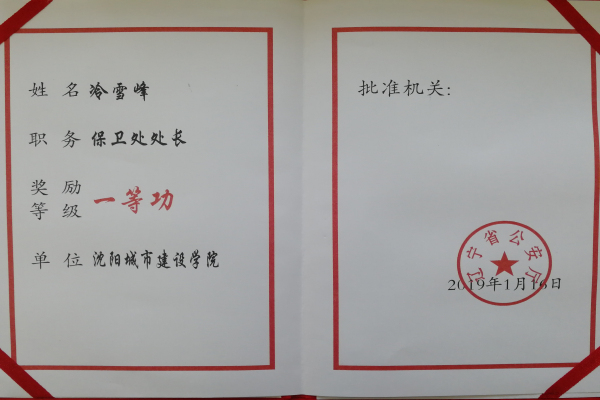 姓名 冷雪峰
职务 保卫处处长
奖励等级 一等功
单位 沈阳城市建设学院
批准机关:
辽宁省公安厅
2019年1月16日